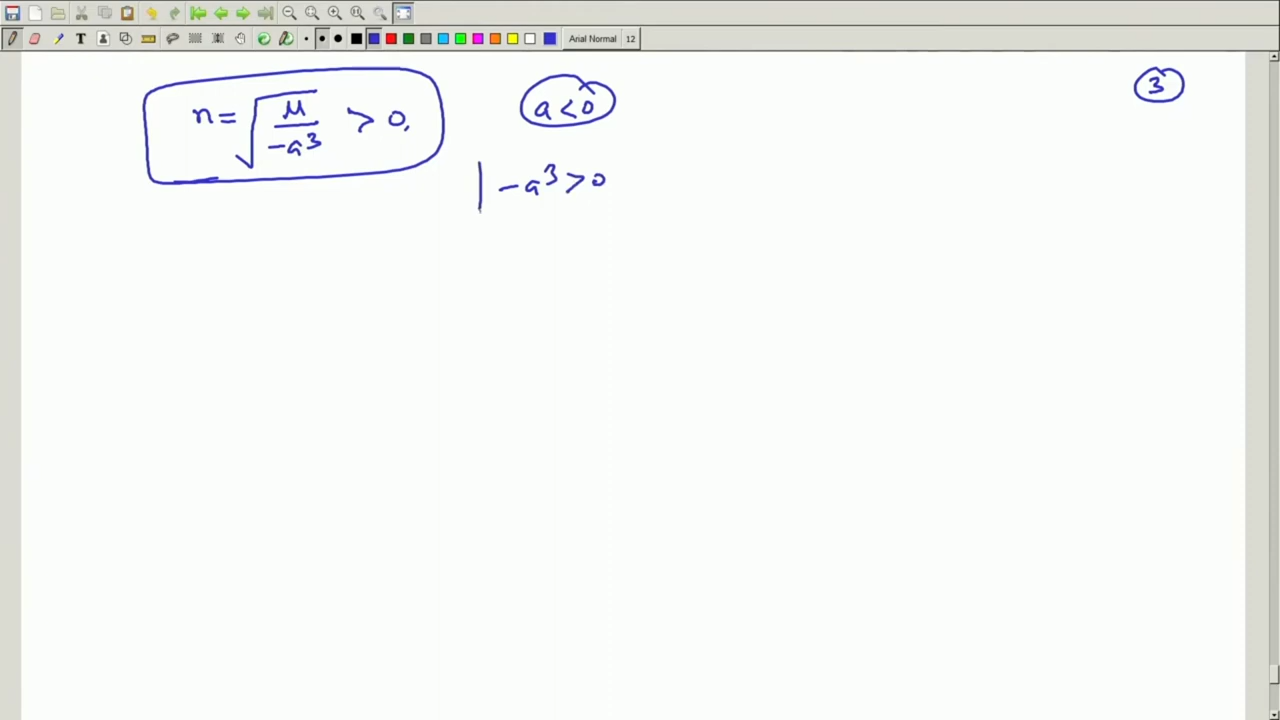 Arial Normal 12
n = √(μ/-a³) > 0.
a < 0
3
-a³ > 0